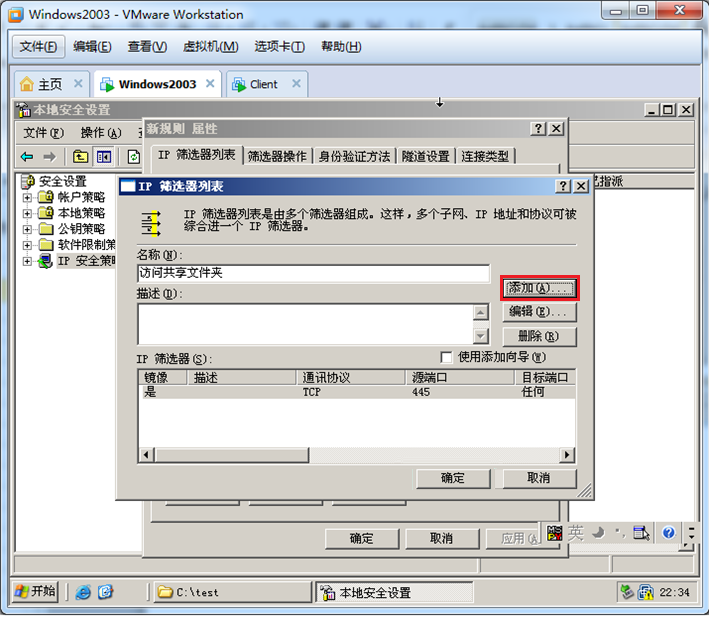 Windows2003 - VMware Workstation
文件(F) 编辑(E) 查看(V) 虚拟机(M) 选项卡(T) 帮助(H)
主页 Windows2003 Client
本地安全设置
文件(F) 操作(A)
新规则 属性
IP 筛选器列表 筛选器操作 身份验证方法 隧道设置 连接类型
安全设置
帐户策略
本地策略
公钥策略
软件限制策
IP 安全策略
指派
IP 筛选器列表
IP 筛选器列表是由多个筛选器组成。这样，多个子网、IP 地址和协议可被
综合进一个 IP 筛选器。
名称(N):
访问共享文件夹
添加(A)...
描述(D):
编辑(E)...
删除(R)
IP 筛选器(S):
使用添加向导(W)
镜像 描述 通讯协议 源端口 目标端口
是 TCP 445 任何
确定 取消
确定 取消 应用(A)
英
开始 C:\test 本地安全设置 22:34